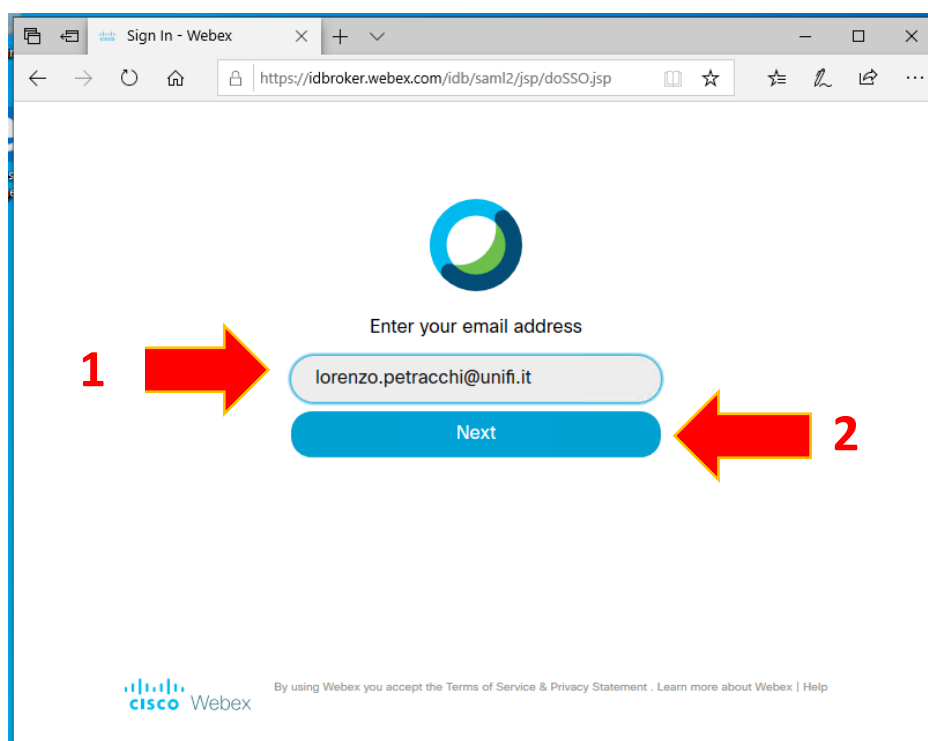 Sign In - Webex
https://idbroker.webex.com/idb/saml2/jsp/doSSO.jsp
Enter your email address
1
lorenzo.petracchi@unifi.it
Next
2
cisco Webex
By using Webex you accept the Terms of Service & Privacy Statement . Learn more about Webex | Help